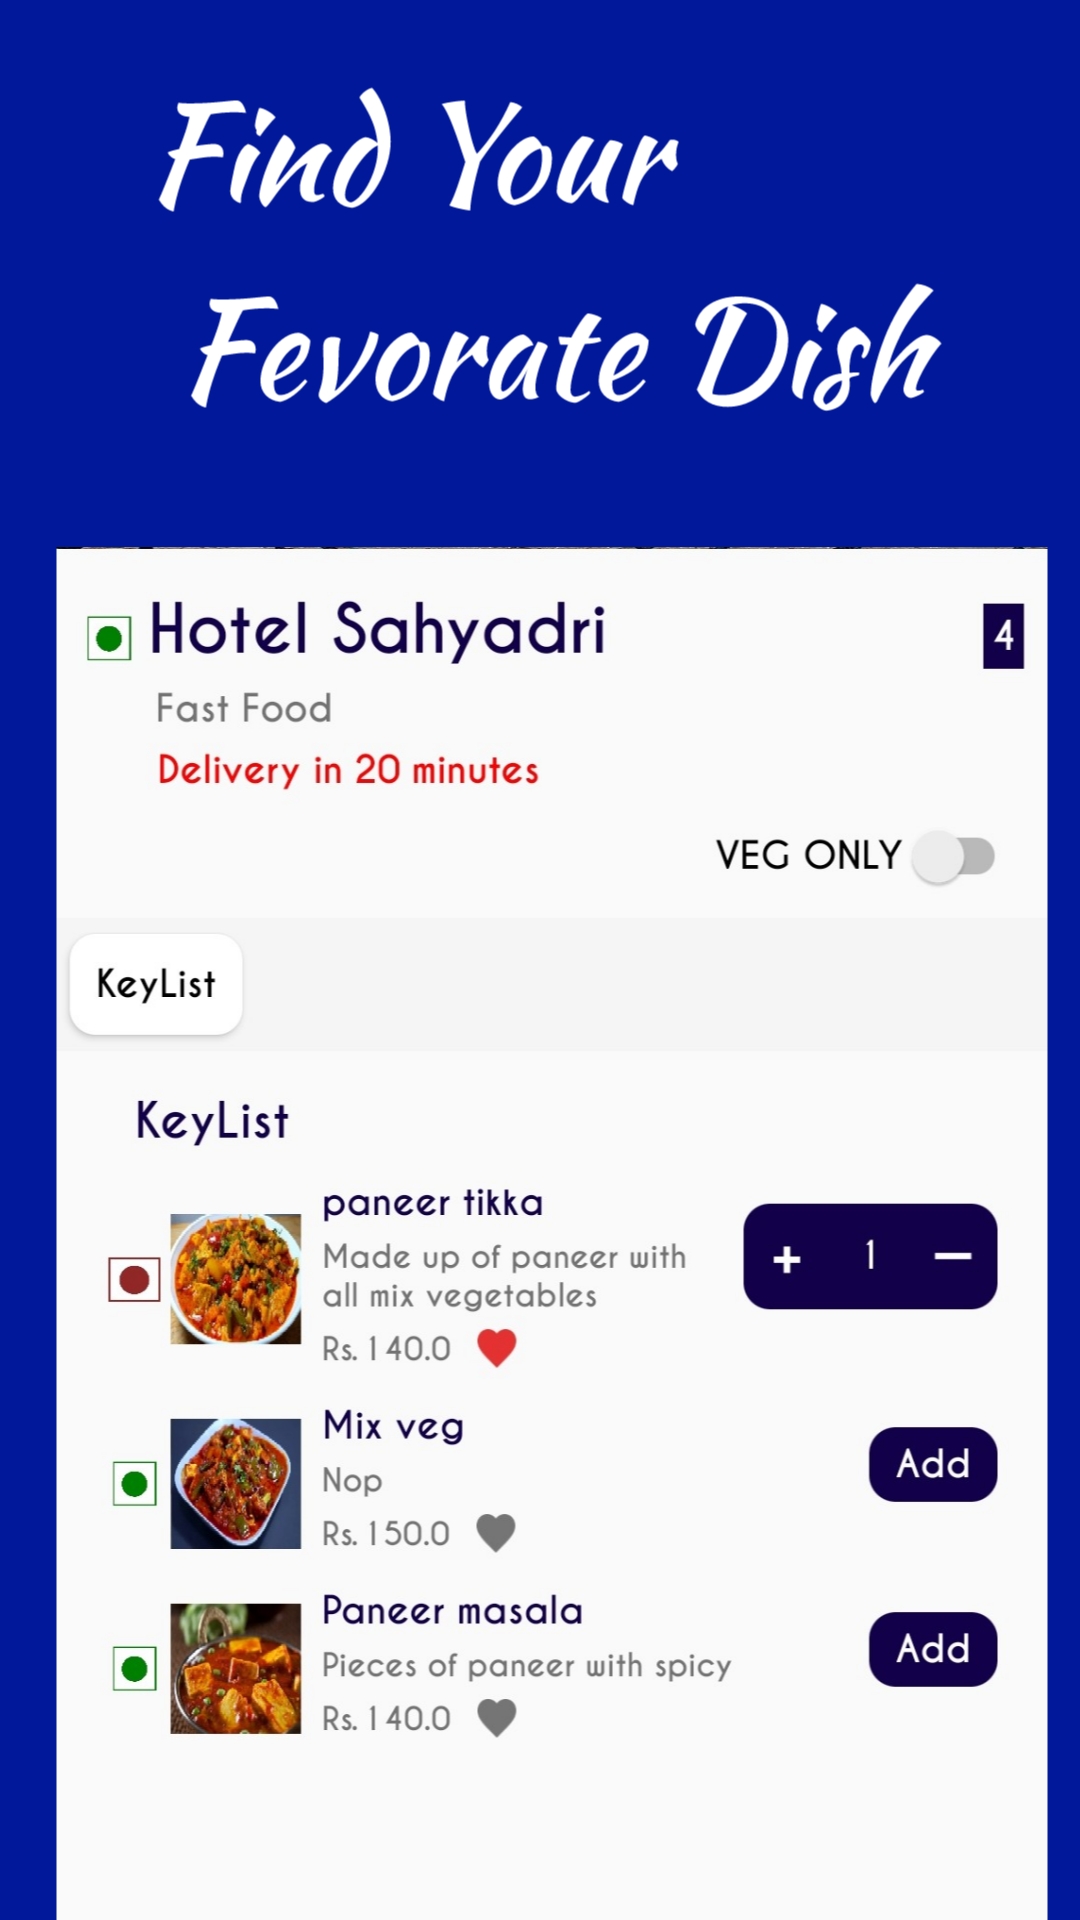 Find Your
Fevorate Dish
Hotel Sahyadri
4
Fast Food
Delivery in 20 minutes
VEG ONLY
KeyList
KeyList
paneer tikka
Made up of paneer with
all mix vegetables
Rs. 140.0
+ 1 —
Mix veg
Nop
Rs. 150.0
Add
Paneer masala
Pieces of paneer with spicy
Rs. 140.0
Add